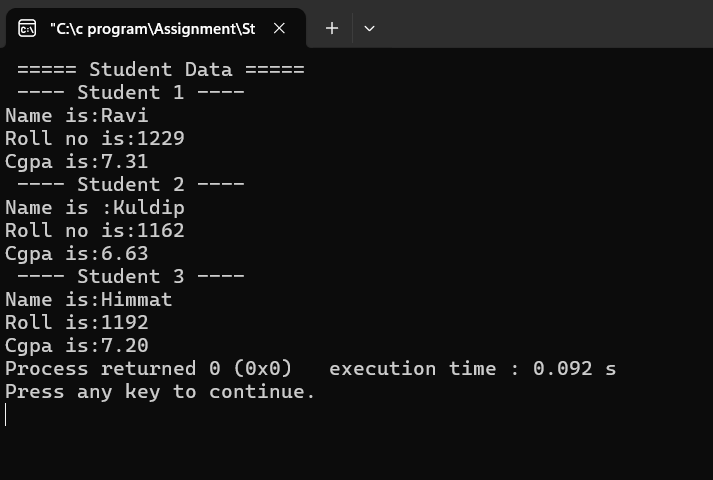 "C:\c program\Assignment\St
===== Student Data =====
---- Student 1 ----
Name is:Ravi
Roll no is:1229
Cgpa is:7.31
---- Student 2 ----
Name is :Kuldip
Roll no is:1162
Cgpa is:6.63
---- Student 3 ----
Name is:Himmat
Roll is:1192
Cgpa is:7.20
Process returned 0 (0x0)   execution time : 0.092 s
Press any key to continue.